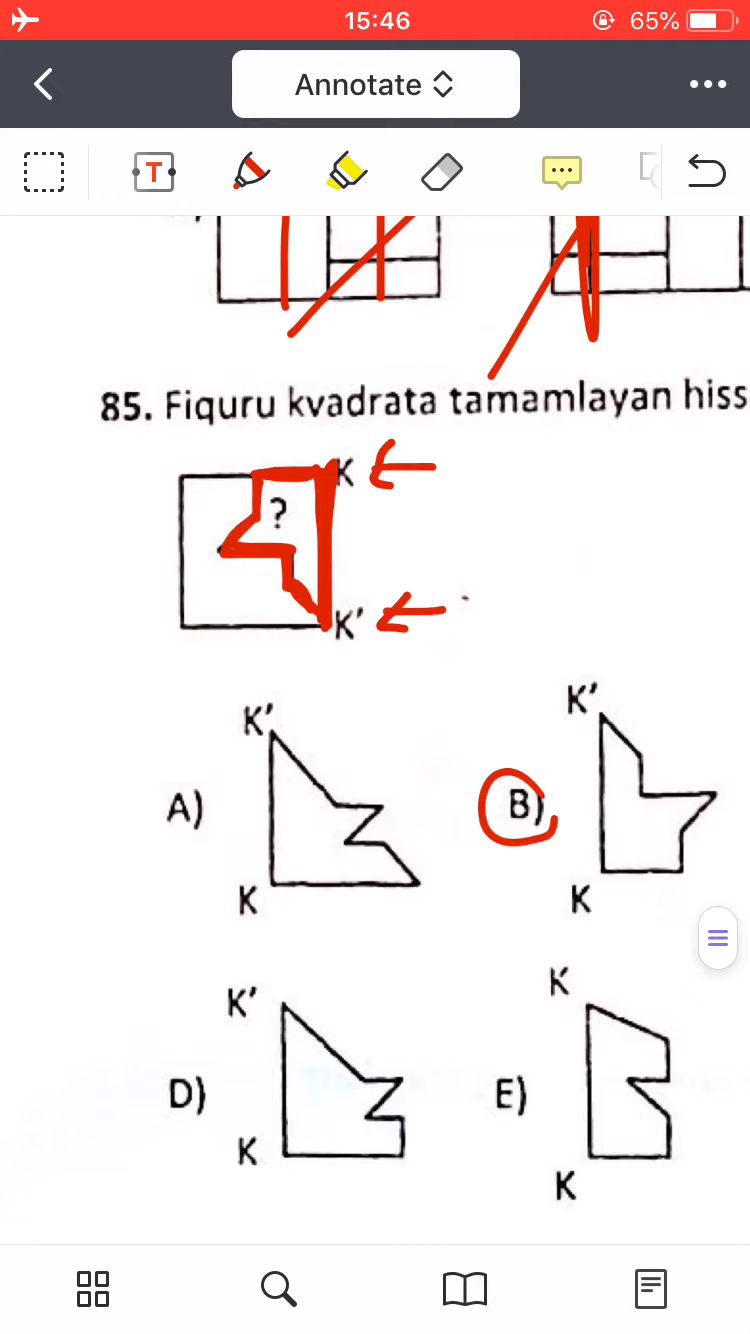 15:46
65%
Annotate
T
85. Fiquru kvadrata tamamlayan hiss
K
?
K'
K'
K'
A)
B)
K
K
K
K'
D)
E)
K
K